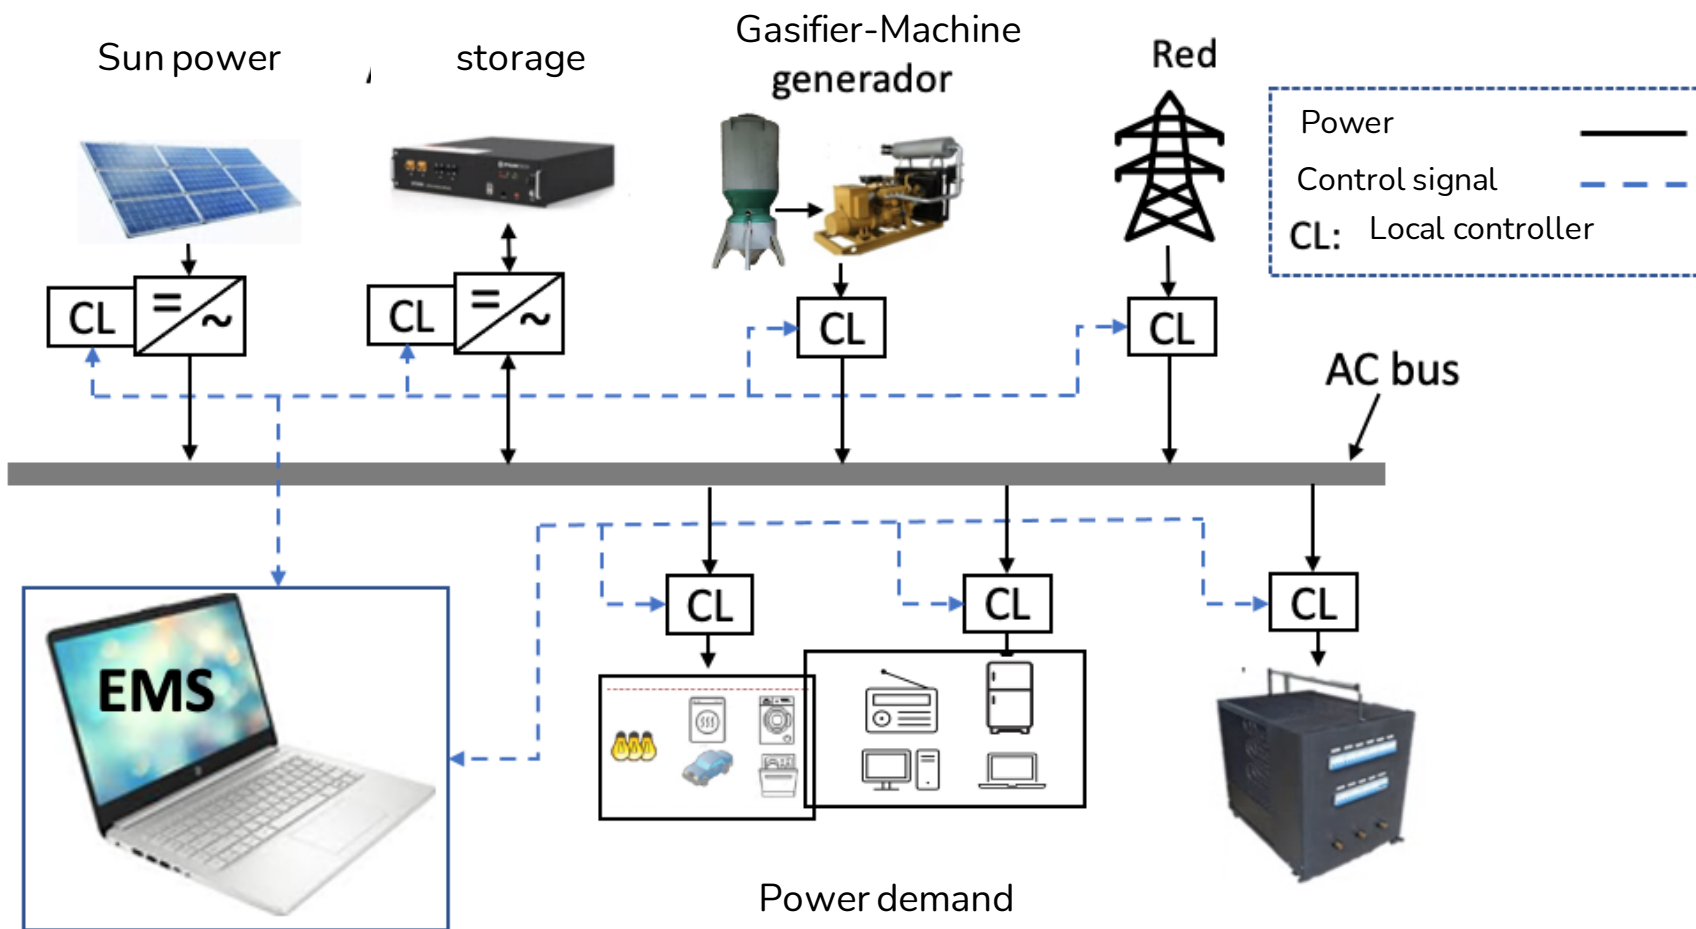 Sun power
storage
Gasifier-Machine
generador
Red
Power
Control signal
CL: Local controller
=
~
CL
=
~
CL
CL
CL
AC bus
CL
CL
CL
EMS
Power demand